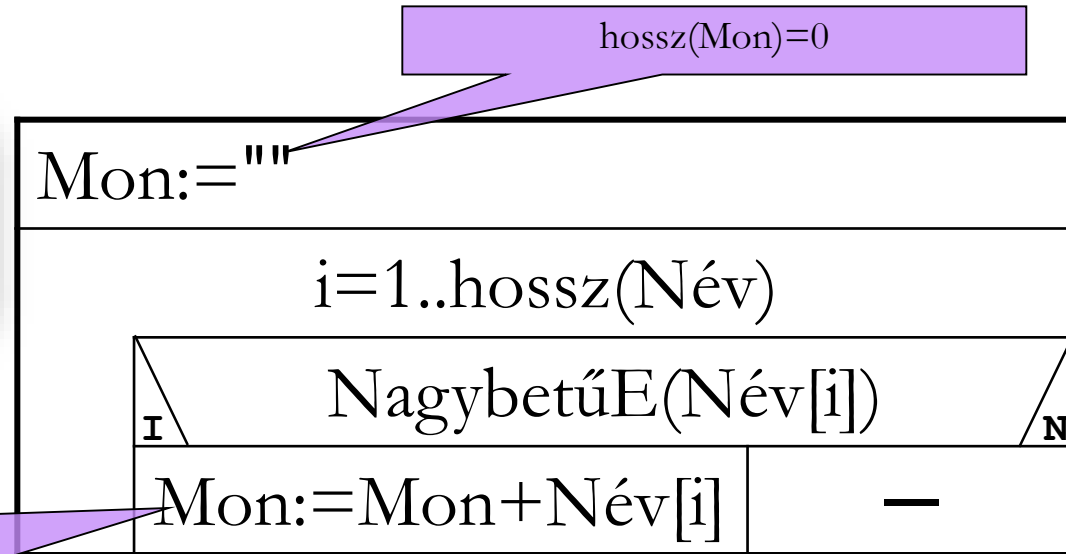 hossz(Mon)=0
Mon:=""
i=1..hossz(Név)
NagybetűE(Név[i])
I N
Mon:=Mon+Név[i] –